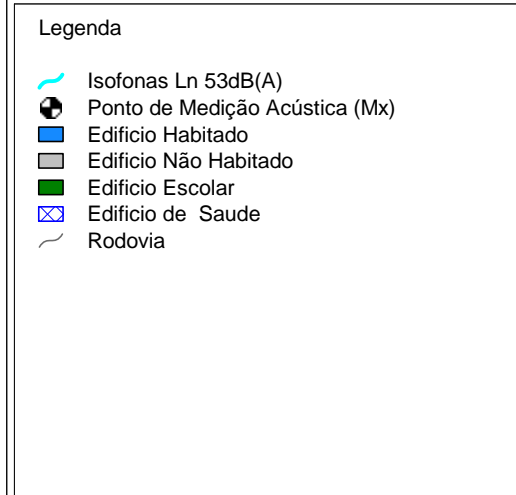 Legenda
Isofonas Ln 53dB(A)
Ponto de Medição Acústica (Mx)
Edificio Habitado
Edificio Não Habitado
Edificio Escolar
Edificio de Saude
Rodovia